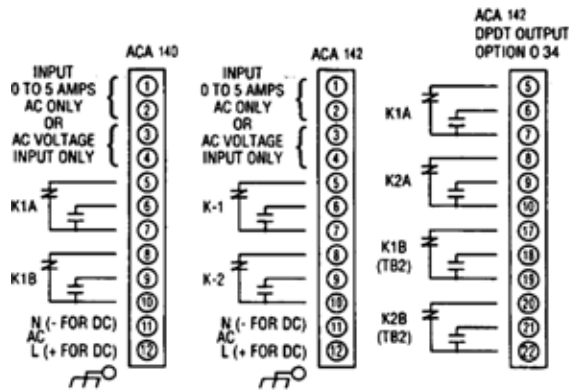 ACA 140
INPUT
0 TO 5 AMPS
AC ONLY
OR
AC VOLTAGE
INPUT ONLY
K1A
K1B
N (- FOR DC)
AC
L (+ FOR DC)
1
2
3
4
5
6
7
8
9
10
11
12
ACA 142
INPUT
0 TO 5 AMPS
AC ONLY
OR
AC VOLTAGE
INPUT ONLY
K-1
K-2
N (- FOR DC)
AC
L (+ FOR DC)
1
2
3
4
5
6
7
8
9
10
11
12
ACA 142
DPDT OUTPUT
OPTION O 34
K1A
K2A
K1B
(TB2)
K2B
(TB2)
5
6
7
8
9
10
17
18
19
20
21
22